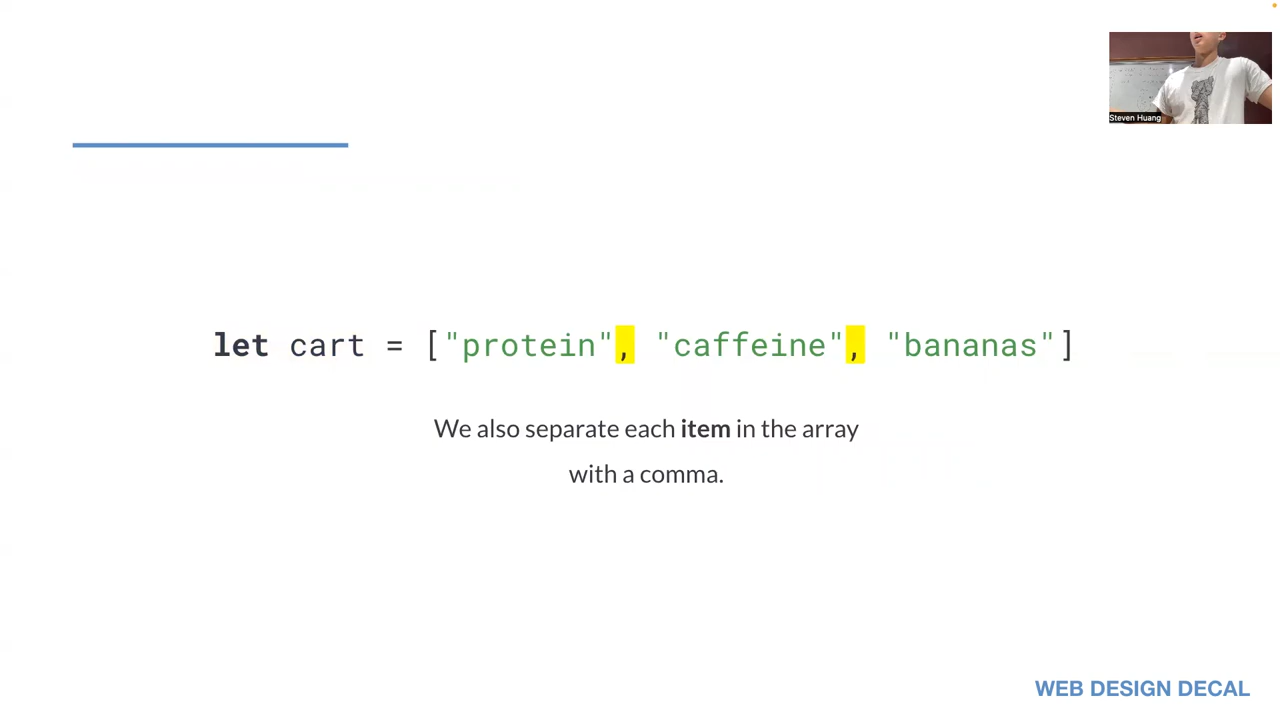 Steven Huang
let cart = ["protein", "caffeine", "bananas"]
We also separate each item in the array
with a comma.
WEB DESIGN DECAL